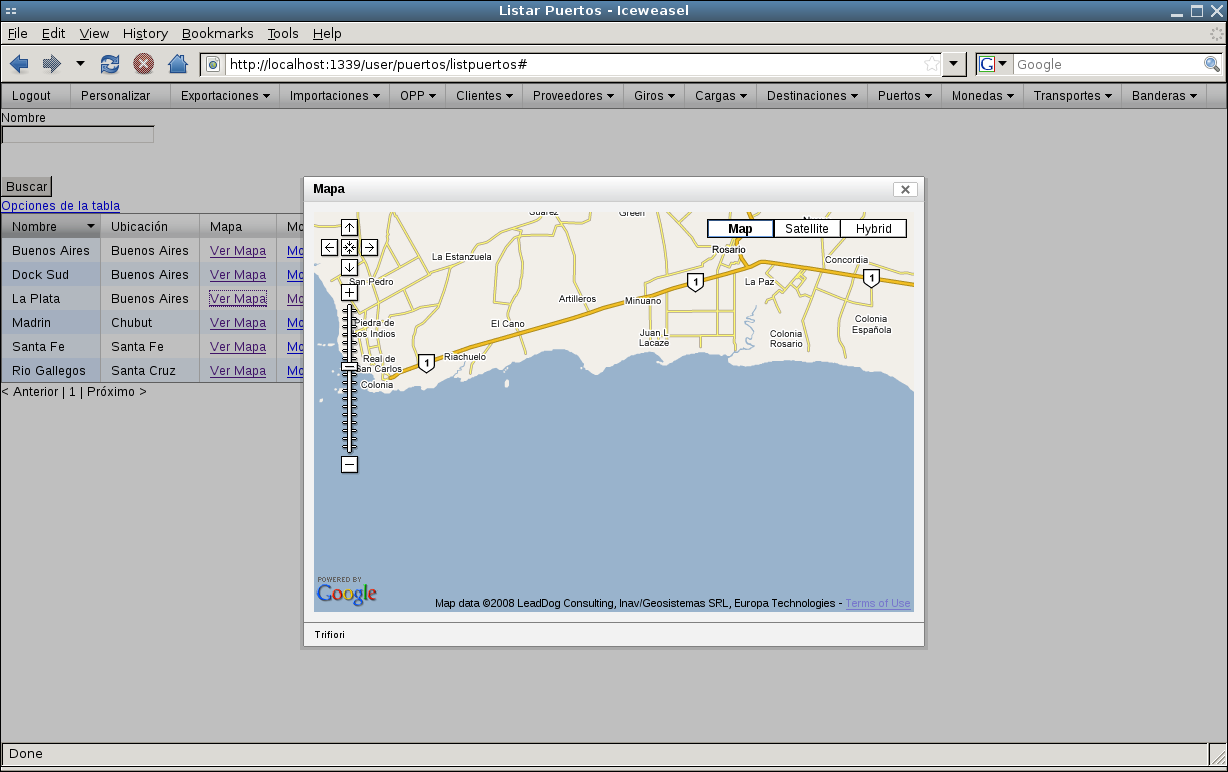 Listar Puertos - Iceweasel
File Edit View History Bookmarks Tools Help
http://localhost:1339/user/puertos/listpuertos#
G Google
Logout Personalizar Exportaciones Importaciones OPP Clientes Proveedores Giros Cargas Destinaciones Puertos Monedas Transportes Banderas
Nombre
Buscar
Opciones de la tabla
Nombre Ubicación Mapa Mo
Buenos Aires Buenos Aires Ver Mapa Mo
Dock Sud Buenos Aires Ver Mapa Mo
La Plata Buenos Aires Ver Mapa Mo
Madrin Chubut Ver Mapa Mo
Santa Fe Santa Fe Ver Mapa Mo
Rio Gallegos Santa Cruz Ver Mapa Mo
< Anterior | 1 | Próximo >
Mapa
Map Satellite Hybrid
Suarez
Green
Rosario
La Estanzuela
Concordia
San Pedro
La Paz
1
1
Artilleros
Minuano
Piedra de
los Indios
El Cano
Juan L
Lacaze
Colonia
Rosario
Colonia
Española
Real de
San Carlos
1
Riachuelo
Colonia
POWERED BY
Google
Map data ©2008 LeadDog Consulting, Inav/Geosistemas SRL, Europa Technologies - Terms of Use
Trifiori
Done